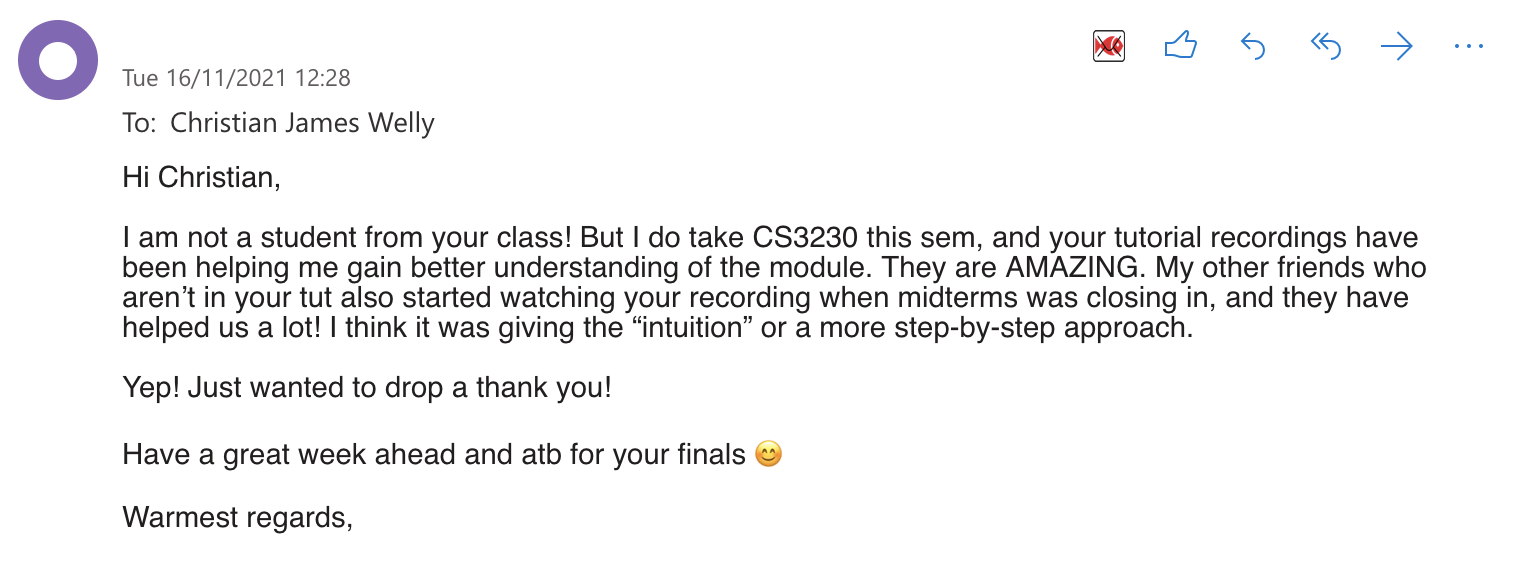 Tue 16/11/2021 12:28
To: Christian James Welly
Hi Christian,
I am not a student from your class! But I do take CS3230 this sem, and your tutorial recordings have
been helping me gain better understanding of the module. They are AMAZING. My other friends who
aren’t in your tut also started watching your recording when midterms was closing in, and they have
helped us a lot! I think it was giving the “intuition” or a more step-by-step approach.
Yep! Just wanted to drop a thank you!
Have a great week ahead and atb for your finals 😊
Warmest regards,